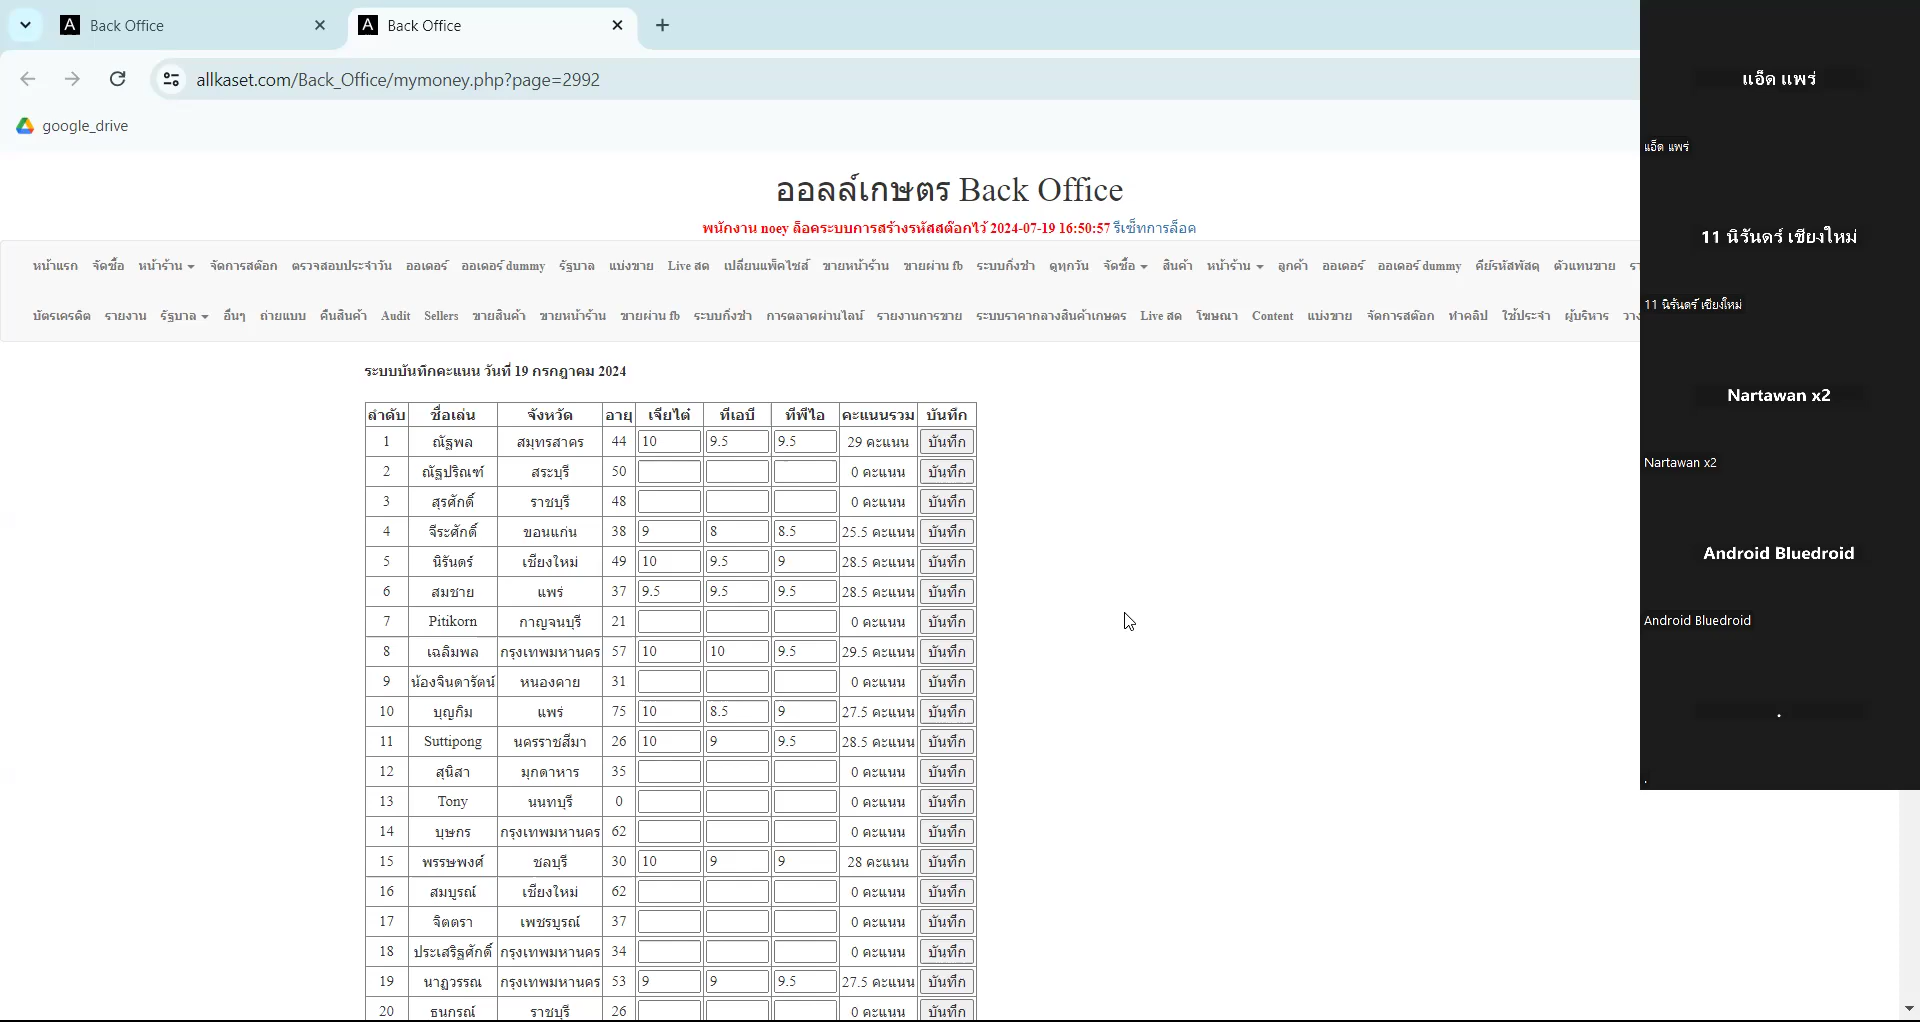 Back Office
Back Office
allkaset.com/Back_Office/mymoney.php?page=2992
google_drive
ออลล์เกษตร Back Office
พนักงาน noey ล็อคระบบการสร้างรหัสสต๊อกไว้ 2024-07-19 16:50:57 รีเซ็ทการล็อค
หน้าแรก จัดซื้อ หน้าร้าน จัดการสต๊อก ตรวจสอบประจำวัน ออเดอร์ ออเดอร์ dummy รัฐบาล แบ่งขาย Live สด เปลี่ยนแพ็คไซส์ ขายหน้าร้าน ขายผ่าน fb ระบบกิ่งชำ ดูทุกวัน จัดซื้อ สินค้า หน้าร้าน ลูกค้า ออเดอร์ ออเดอร์ dummy คีย์รหัสพัสดุ ตัวแทนขาย รา
บัตรเครดิต รายงาน รัฐบาล อื่นๆ ถ่ายแบบ คืนสินค้า Audit Sellers ขายสินค้า ขายหน้าร้าน ขายผ่าน fb ระบบกิ่งชำ การตลาดผ่านไลน์ รายงานการขาย ระบบราคากลางสินค้าเกษตร Live สด โฆษณา Content แบ่งขาย จัดการสต๊อก ทำคลิป ใช้ประจำ ผู้บริหาร วาง
ระบบบันทึกคะแนน วันที่ 19 กรกฎาคม 2024
ลำดับ ชื่อเล่น จังหวัด อายุ เจียไต๋ ทีเอบี ทีพีไอ คะแนนรวม บันทึก
1 ณัฐพล สมุทรสาคร 44 10 9.5 9.5 29 คะแนน บันทึก
2 ณัฐปริณฑ์ สระบุรี 50 0 คะแนน บันทึก
3 สุรศักดิ์ ราชบุรี 48 0 คะแนน บันทึก
4 จีระศักดิ์ ขอนแก่น 38 9 8 8.5 25.5 คะแนน บันทึก
5 นิรันดร์ เชียงใหม่ 49 10 9.5 9 28.5 คะแนน บันทึก
6 สมชาย แพร่ 37 9.5 9.5 9.5 28.5 คะแนน บันทึก
7 Pitikorn กาญจนบุรี 21 0 คะแนน บันทึก
8 เฉลิมพล กรุงเทพมหานคร 57 10 10 9.5 29.5 คะแนน บันทึก
9 น้องจินดารัตน์ หนองคาย 31 0 คะแนน บันทึก
10 บุญกิม แพร่ 75 10 8.5 9 27.5 คะแนน บันทึก
11 Suttipong นครราชสีมา 26 10 9 9.5 28.5 คะแนน บันทึก
12 สุนิสา มุกดาหาร 35 0 คะแนน บันทึก
13 Tony นนทบุรี 0 0 คะแนน บันทึก
14 บุษกร กรุงเทพมหานคร 62 0 คะแนน บันทึก
15 พรรษพงศ์ ชลบุรี 30 10 9 9 28 คะแนน บันทึก
16 สมบูรณ์ เชียงใหม่ 62 0 คะแนน บันทึก
17 จิตตรา เพชรบูรณ์ 37 0 คะแนน บันทึก
18 ประเสริฐศักดิ์ กรุงเทพมหานคร 34 0 คะแนน บันทึก
19 นาฏวรรณ กรุงเทพมหานคร 53 9 9 9.5 27.5 คะแนน บันทึก
20 ธนกรณ์ ราชบุรี 26 0 คะแนน บันทึก
แอ็ด แพร่
แอ็ด แพร่
11 นิรันดร์ เชียงใหม่
11 นิรันดร์ เชียงใหม่
Nartawan x2
Nartawan x2
Android Bluedroid
Android Bluedroid
.
.